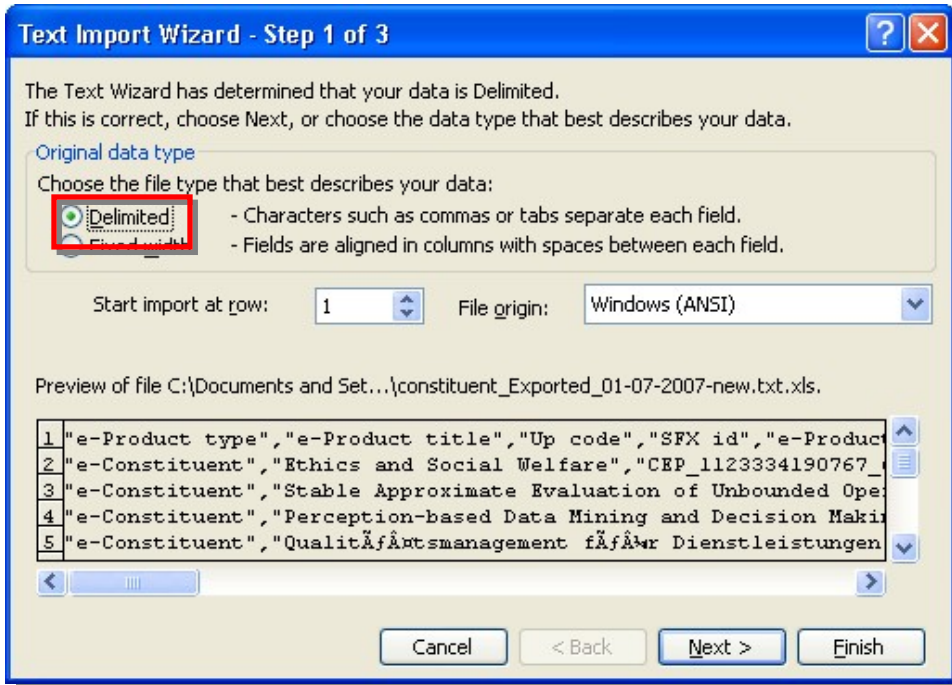 Text Import Wizard - Step 1 of 3
The Text Wizard has determined that your data is Delimited.
If this is correct, choose Next, or choose the data type that best describes your data.
Original data type
Choose the file type that best describes your data:
Delimited - Characters such as commas or tabs separate each field.
Fixed width - Fields are aligned in columns with spaces between each field.
Start import at row: 1 File origin: Windows (ANSI)
Preview of file C:\Documents and Set...\constituent_Exported_01-07-2007-new.txt.xls.
1 "e-Product type","e-Product title","Up code","SFX id","e-Product
2 "e-Constituent","Ethics and Social Welfare","CEP_1123334190767_
3 "e-Constituent","Stable Approximate Evaluation of Unbounded Ope
4 "e-Constituent","Perception-based Data Mining and Decision Makin
5 "e-Constituent","QualitÃƒÂ¤tsmanagement fÃƒÂ¼r Dienstleistungen
Cancel < Back Next > Finish